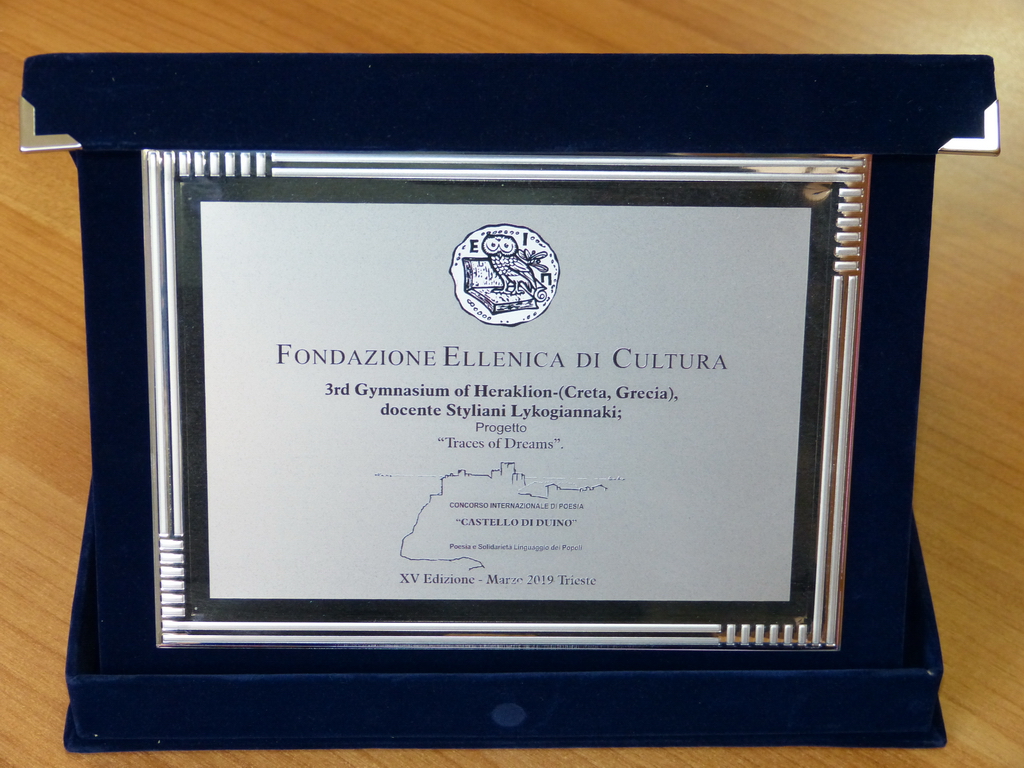 Ε Ι Π
FONDAZIONE ELLENICA DI CULTURA
3rd Gymnasium of Heraklion-(Creta, Grecia),
docente Styliani Lykogiannaki;
Progetto
“Traces of Dreams”.
CONCORSO INTERNAZIONALE DI POESIA
“CASTELLO DI DUINO”
Poesia e Solidarietà Linguaggio dei Popoli
XV Edizione - Marzo 2019 Trieste